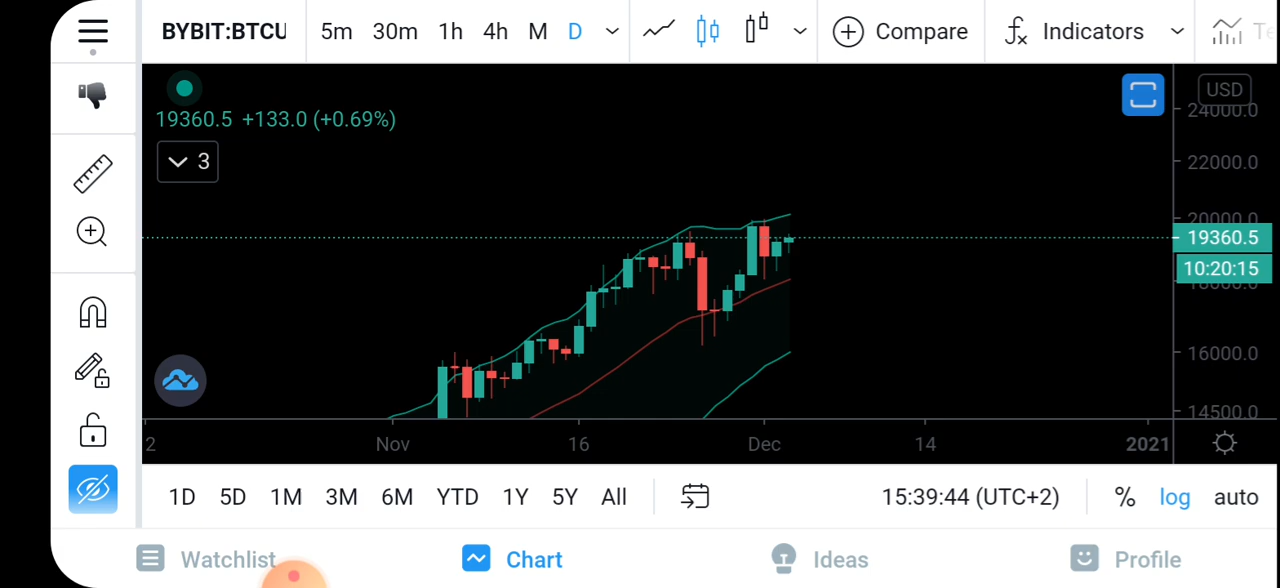 BYBIT:BTCU 5m 30m 1h 4h M D Compare Indicators
USD
24000.0
19360.5 +133.0 (+0.69%)
3
22000.0
20000.0
19360.5
10:20:15
18000.0
16000.0
14500.0
2 Nov 16 Dec 14 2021
1D 5D 1M 3M 6M YTD 1Y 5Y All 15:39:44 (UTC+2) % log auto
Watchlist Chart Ideas Profile